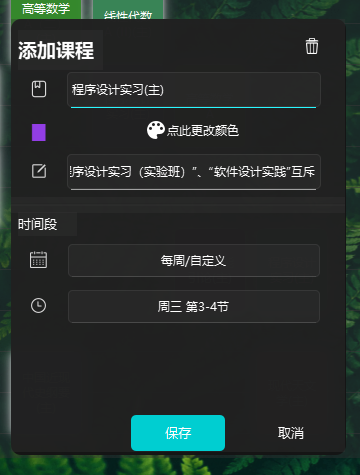 高等数学
线性代数
添加课程
程序设计实习(主)
点此更改颜色
程序设计实习（实验班）”、“软件设计实践”互斥
时间段
每周/自定义
周三 第3-4节
保存
取消